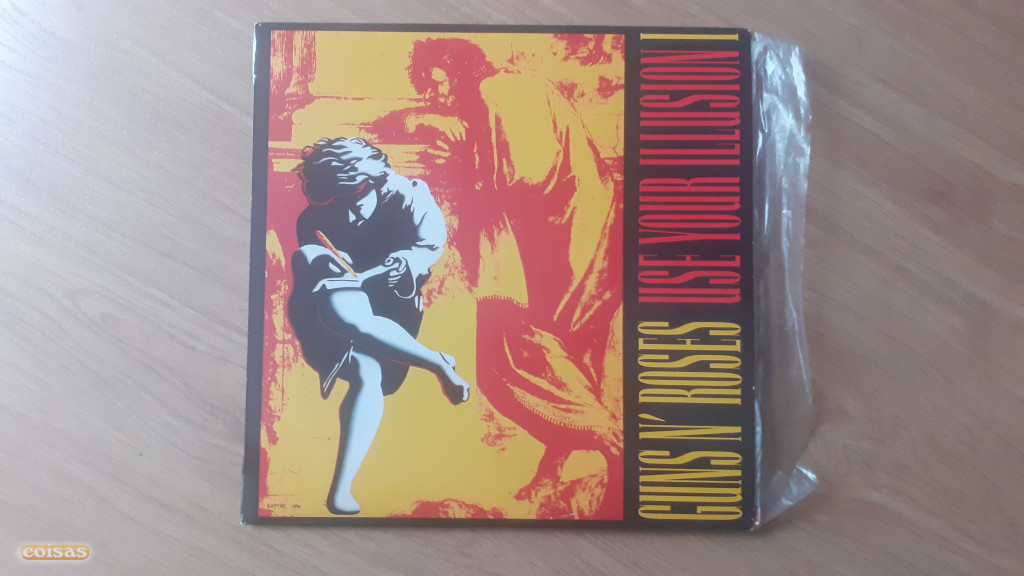 GUNS N' ROSES USE YOUR ILLUSION I
coisas